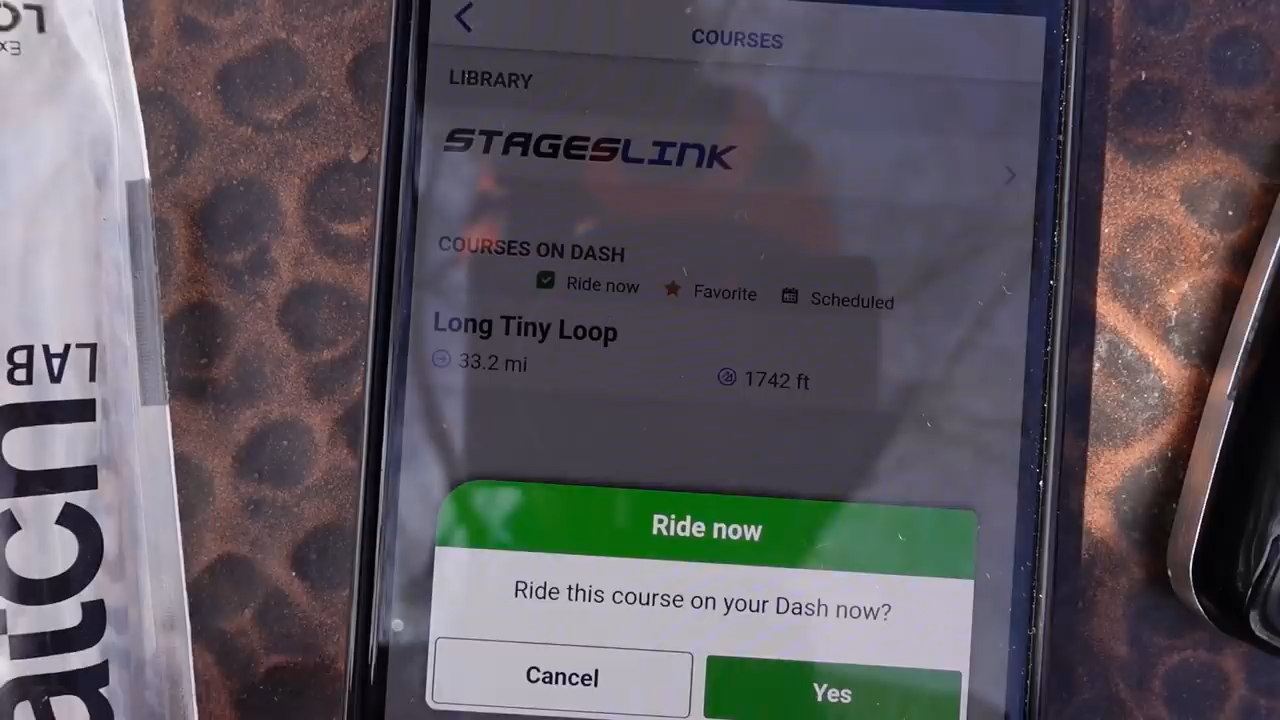 COURSES
LIBRARY
STAGESLINK
COURSES ON DASH
Ride now Favorite Scheduled
Long Tiny Loop
33.2 mi 1742 ft
Ride now
Ride this course on your Dash now?
Cancel Yes
LAB